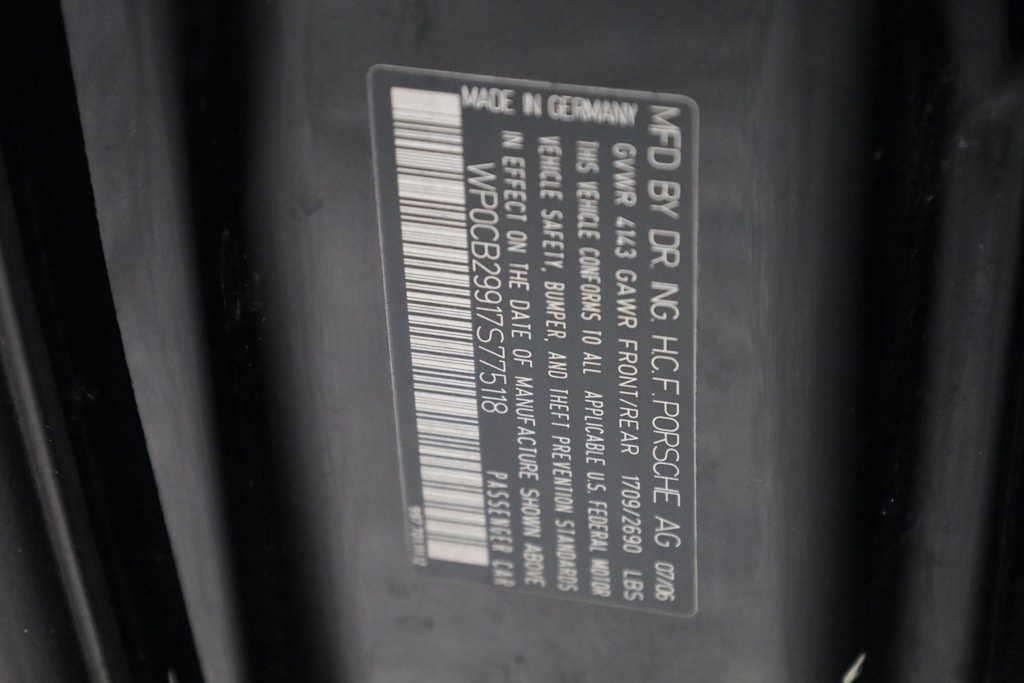 MFD BY DR. ING. H.C.F. PORSCHE AG 07/06
GVWR 4143 GAWR FRONT/REAR 1709/2690 LBS
THIS VEHICLE CONFORMS TO ALL APPLICABLE U.S. FEDERAL MOTOR
VEHICLE SAFETY, BUMPER, AND THEFT PREVENTION STANDARDS
IN EFFECT ON THE DATE OF MANUFACTURE SHOWN ABOVE
MADE IN GERMANY
WP0CB29917S775118
PASSENGER CAR